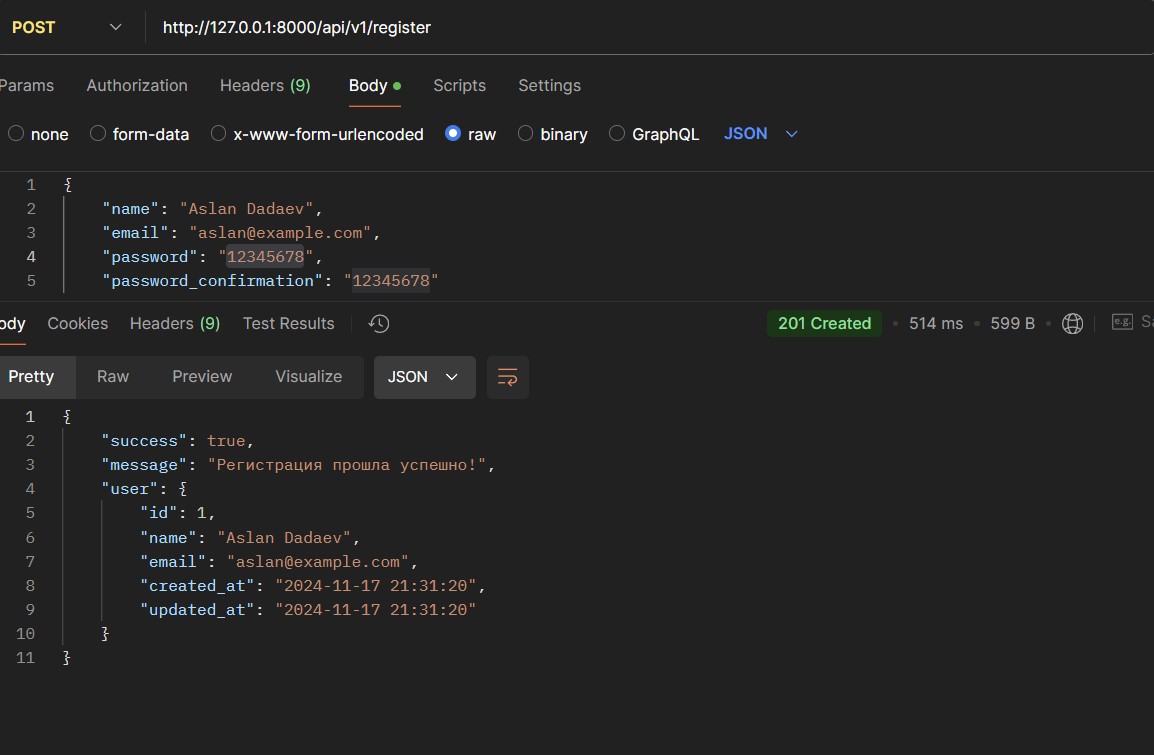 POST http://127.0.0.1:8000/api/v1/register
Params Authorization Headers (9) Body Scripts Settings
none form-data x-www-form-urlencoded raw binary GraphQL JSON
1 {
2 "name": "Aslan Dadaev",
3 "email": "aslan@example.com",
4 "password": "12345678",
5 "password_confirmation": "12345678"
ody Cookies Headers (9) Test Results 201 Created • 514 ms • 599 B • e.g. Sa
Pretty Raw Preview Visualize JSON
1 {
2 "success": true,
3 "message": "Регистрация прошла успешно!",
4 "user": {
5 "id": 1,
6 "name": "Aslan Dadaev",
7 "email": "aslan@example.com",
8 "created_at": "2024-11-17 21:31:20",
9 "updated_at": "2024-11-17 21:31:20"
10 }
11 }